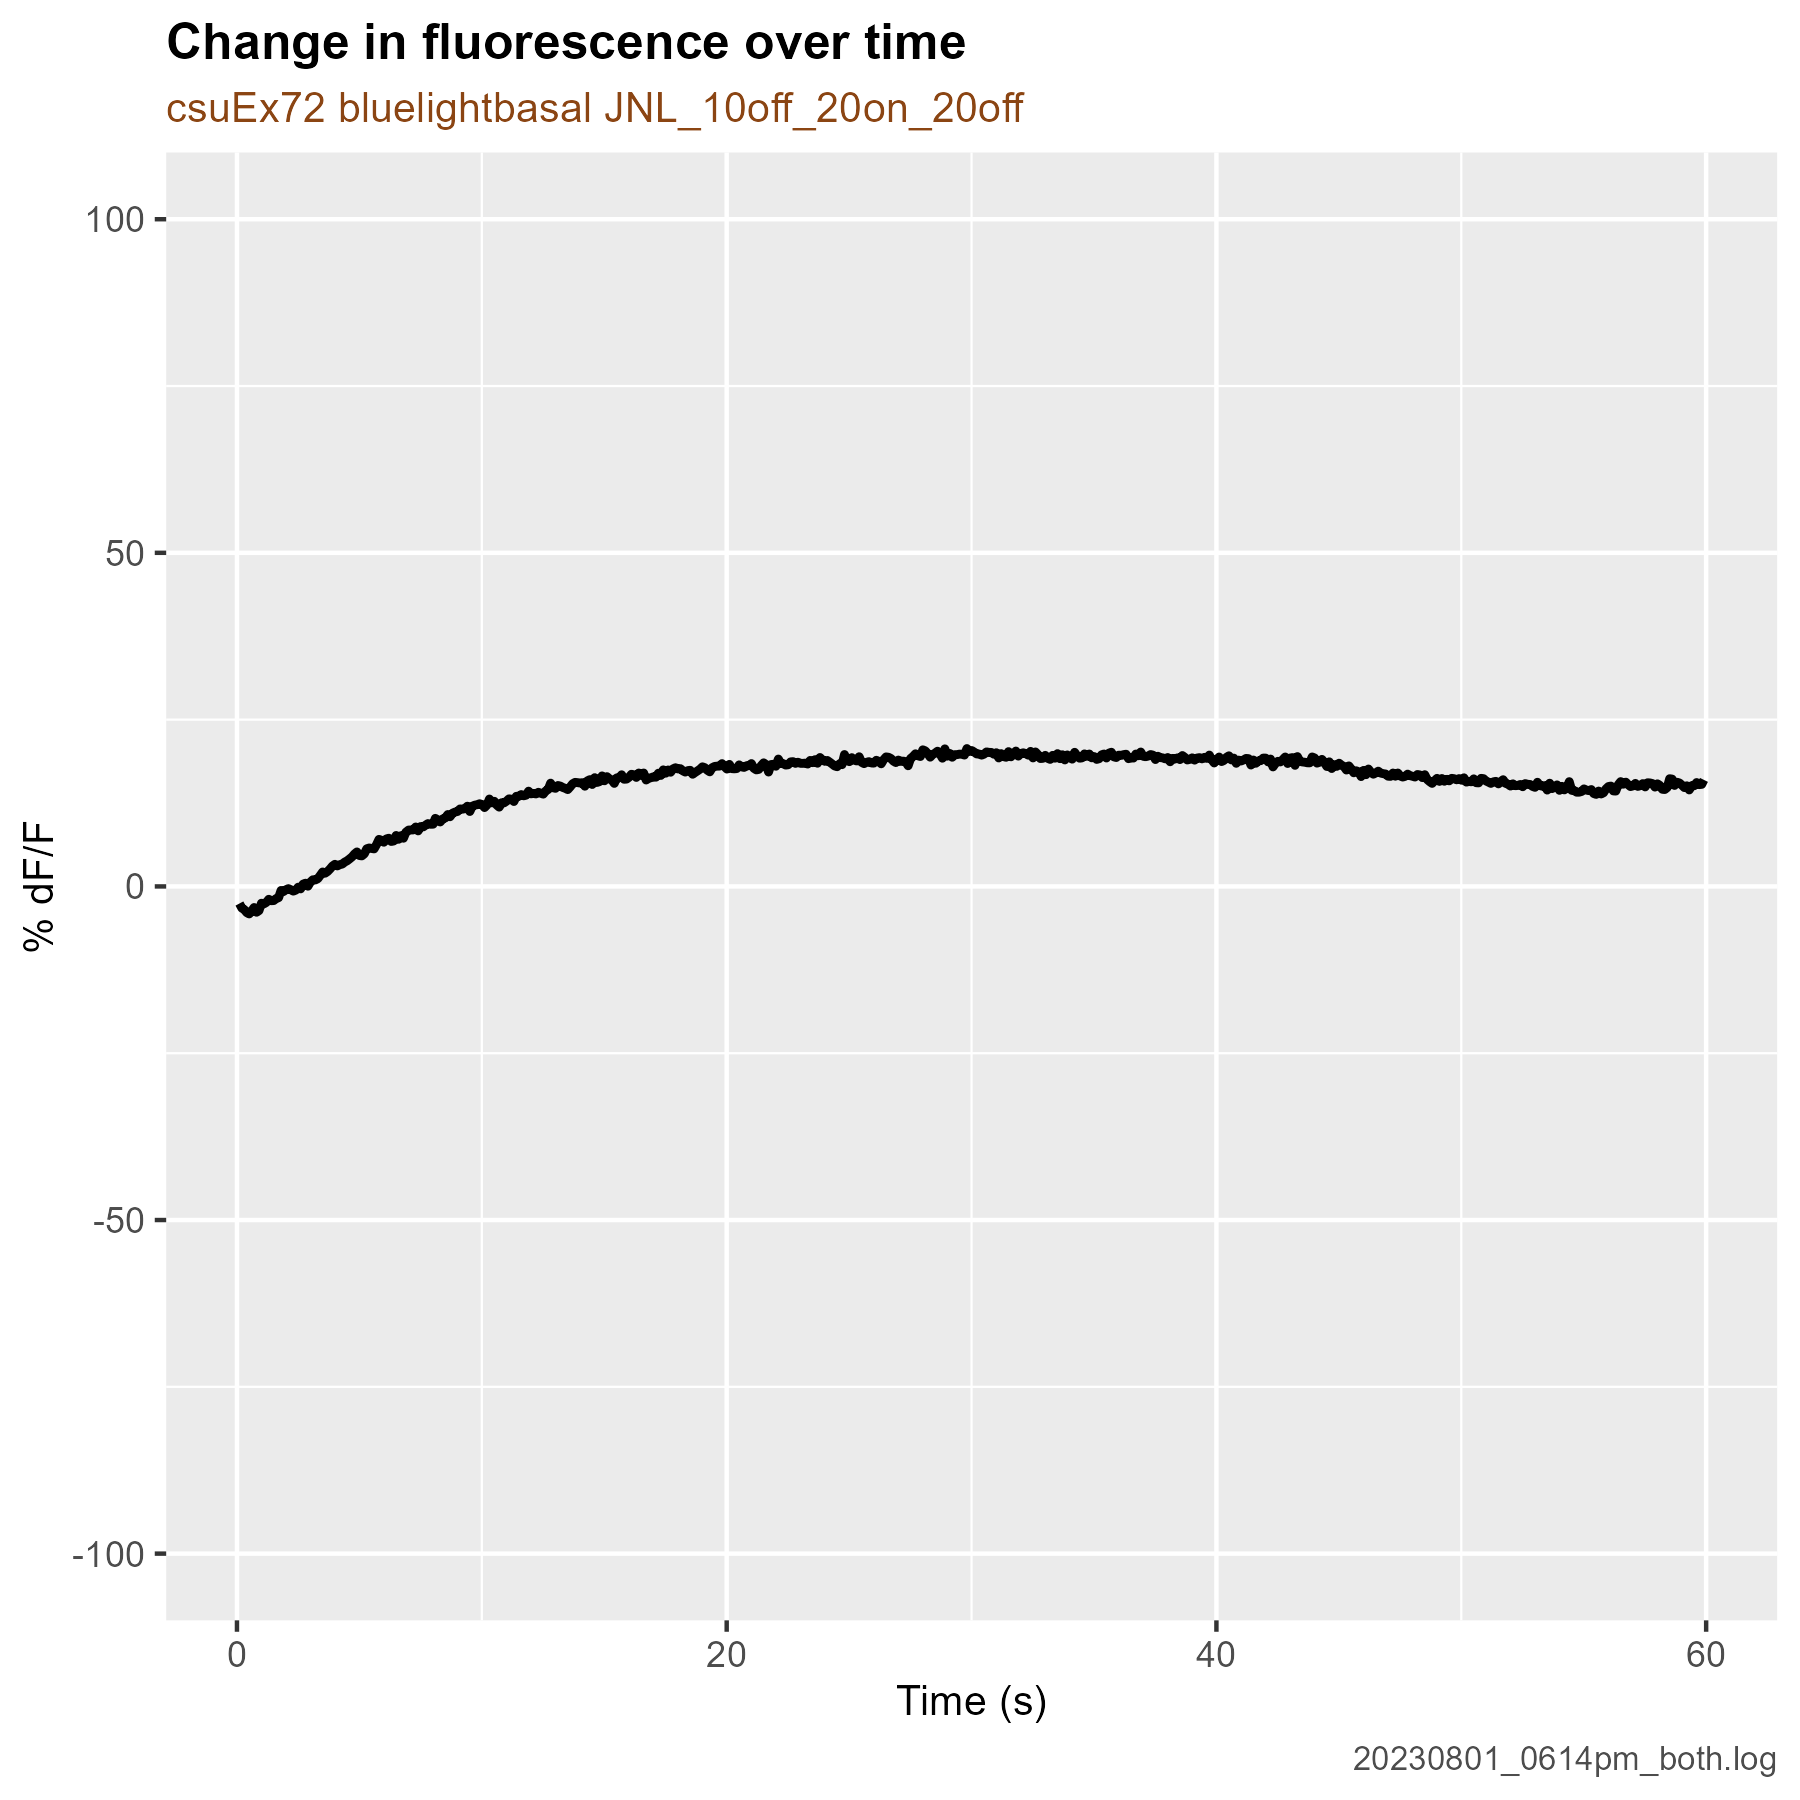 Change in fluorescence over time
csuEx72 bluelightbasal JNL_10off_20on_20off
100
50
0
-50
-100
% dF/F
0 20 40 60
Time (s)
20230801_0614pm_both.log